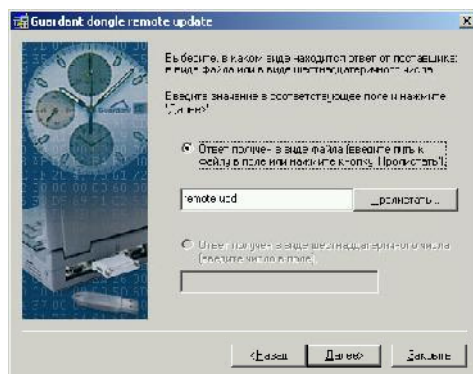 Guardant dongle remote update
Выберите, в каком виде находится ответ от поставщика:
в виде файла или в виде шестнадцатеричного числа
Введите значение в соответствующее поле и нажмите
"Далее"
Ответ получен в виде файла (введите путь к
файлу в поле или нажмите кнопку "Пролистать")
remote.upd
Пролистать...
Ответ получен в виде шестнадцатеричного числа
(введите число в поле)
<Назад
Далее>
Закрыть